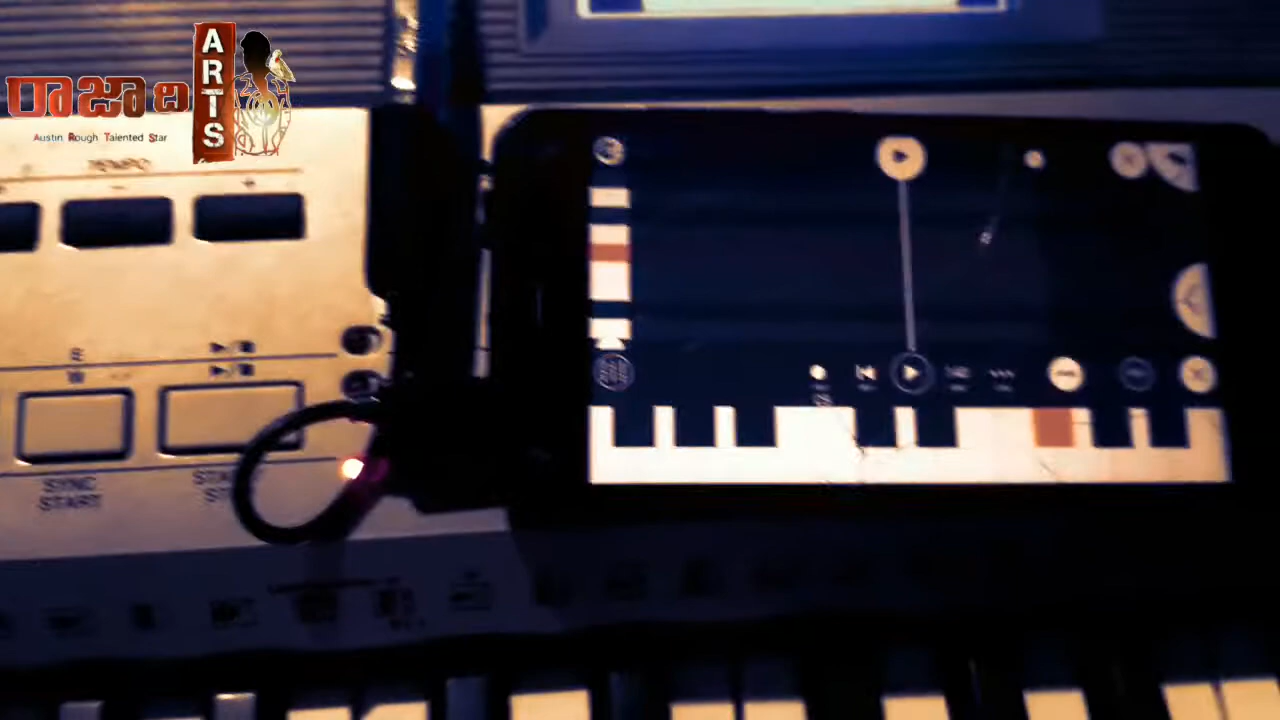 రాజాది
ARTS
Austin Rough Talented Star
TEMPO
SYNC
START